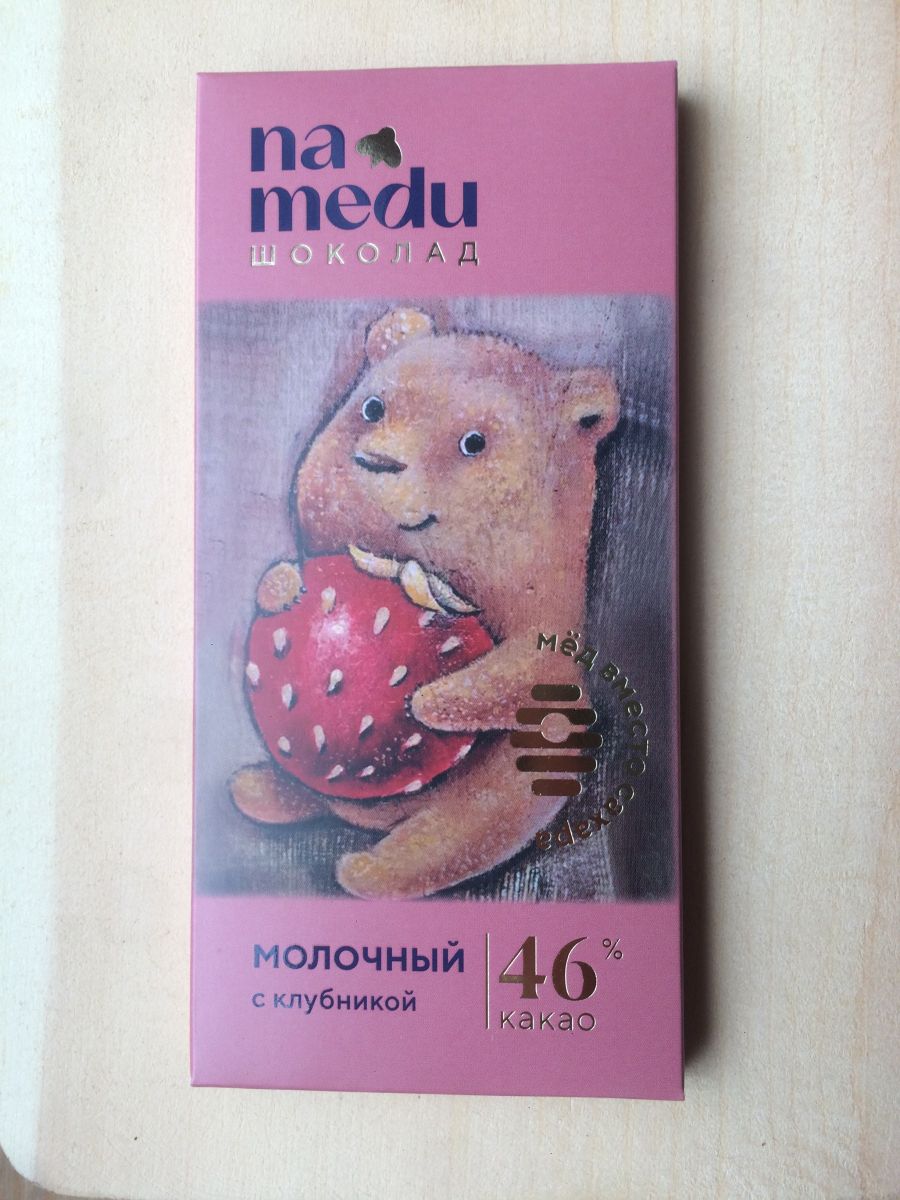 na
medu
ШОКОЛАД
мёд вместо сахара
МОЛОЧНЫЙ
с клубникой
46%
какао